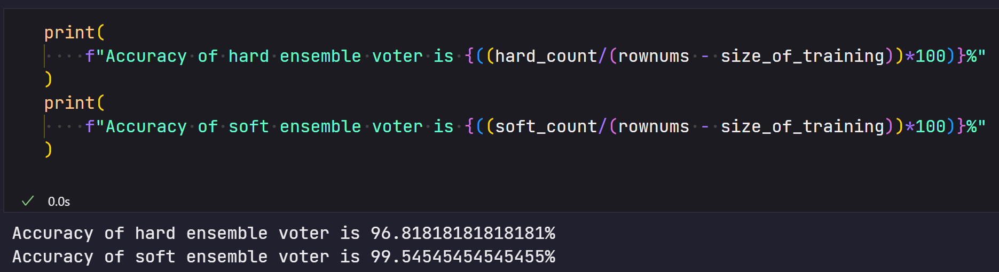 print(
    f"Accuracy of hard ensemble voter is {((hard_count/(rownums - size_of_training))*100)}%"
)
print(
    f"Accuracy of soft ensemble voter is {((soft_count/(rownums - size_of_training))*100)}%"
)
0.0s
Accuracy of hard ensemble voter is 96.81818181818181%
Accuracy of soft ensemble voter is 99.54545454545455%